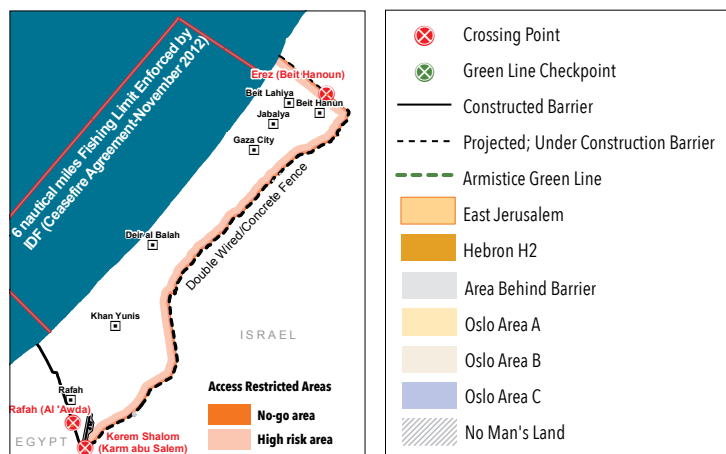 6 nautical miles Fishing Limit Enforced by
IDF (Ceasefire Agreement-November 2012)
Erez (Beit Hanoun)
Beit Lahiya
Beit Hanun
Jabalya
Gaza City
Double Wired/Concrete Fence
Deir al Balah
Khan Yunis
ISRAEL
Rafah
Rafah (Al 'Awda)
EGYPT
Kerem Shalom
(Karm abu Salem)
Access Restricted Areas
No-go area
High risk area
Crossing Point
Green Line Checkpoint
Constructed Barrier
Projected; Under Construction Barrier
Armistice Green Line
East Jerusalem
Hebron H2
Area Behind Barrier
Oslo Area A
Oslo Area B
Oslo Area C
No Man's Land